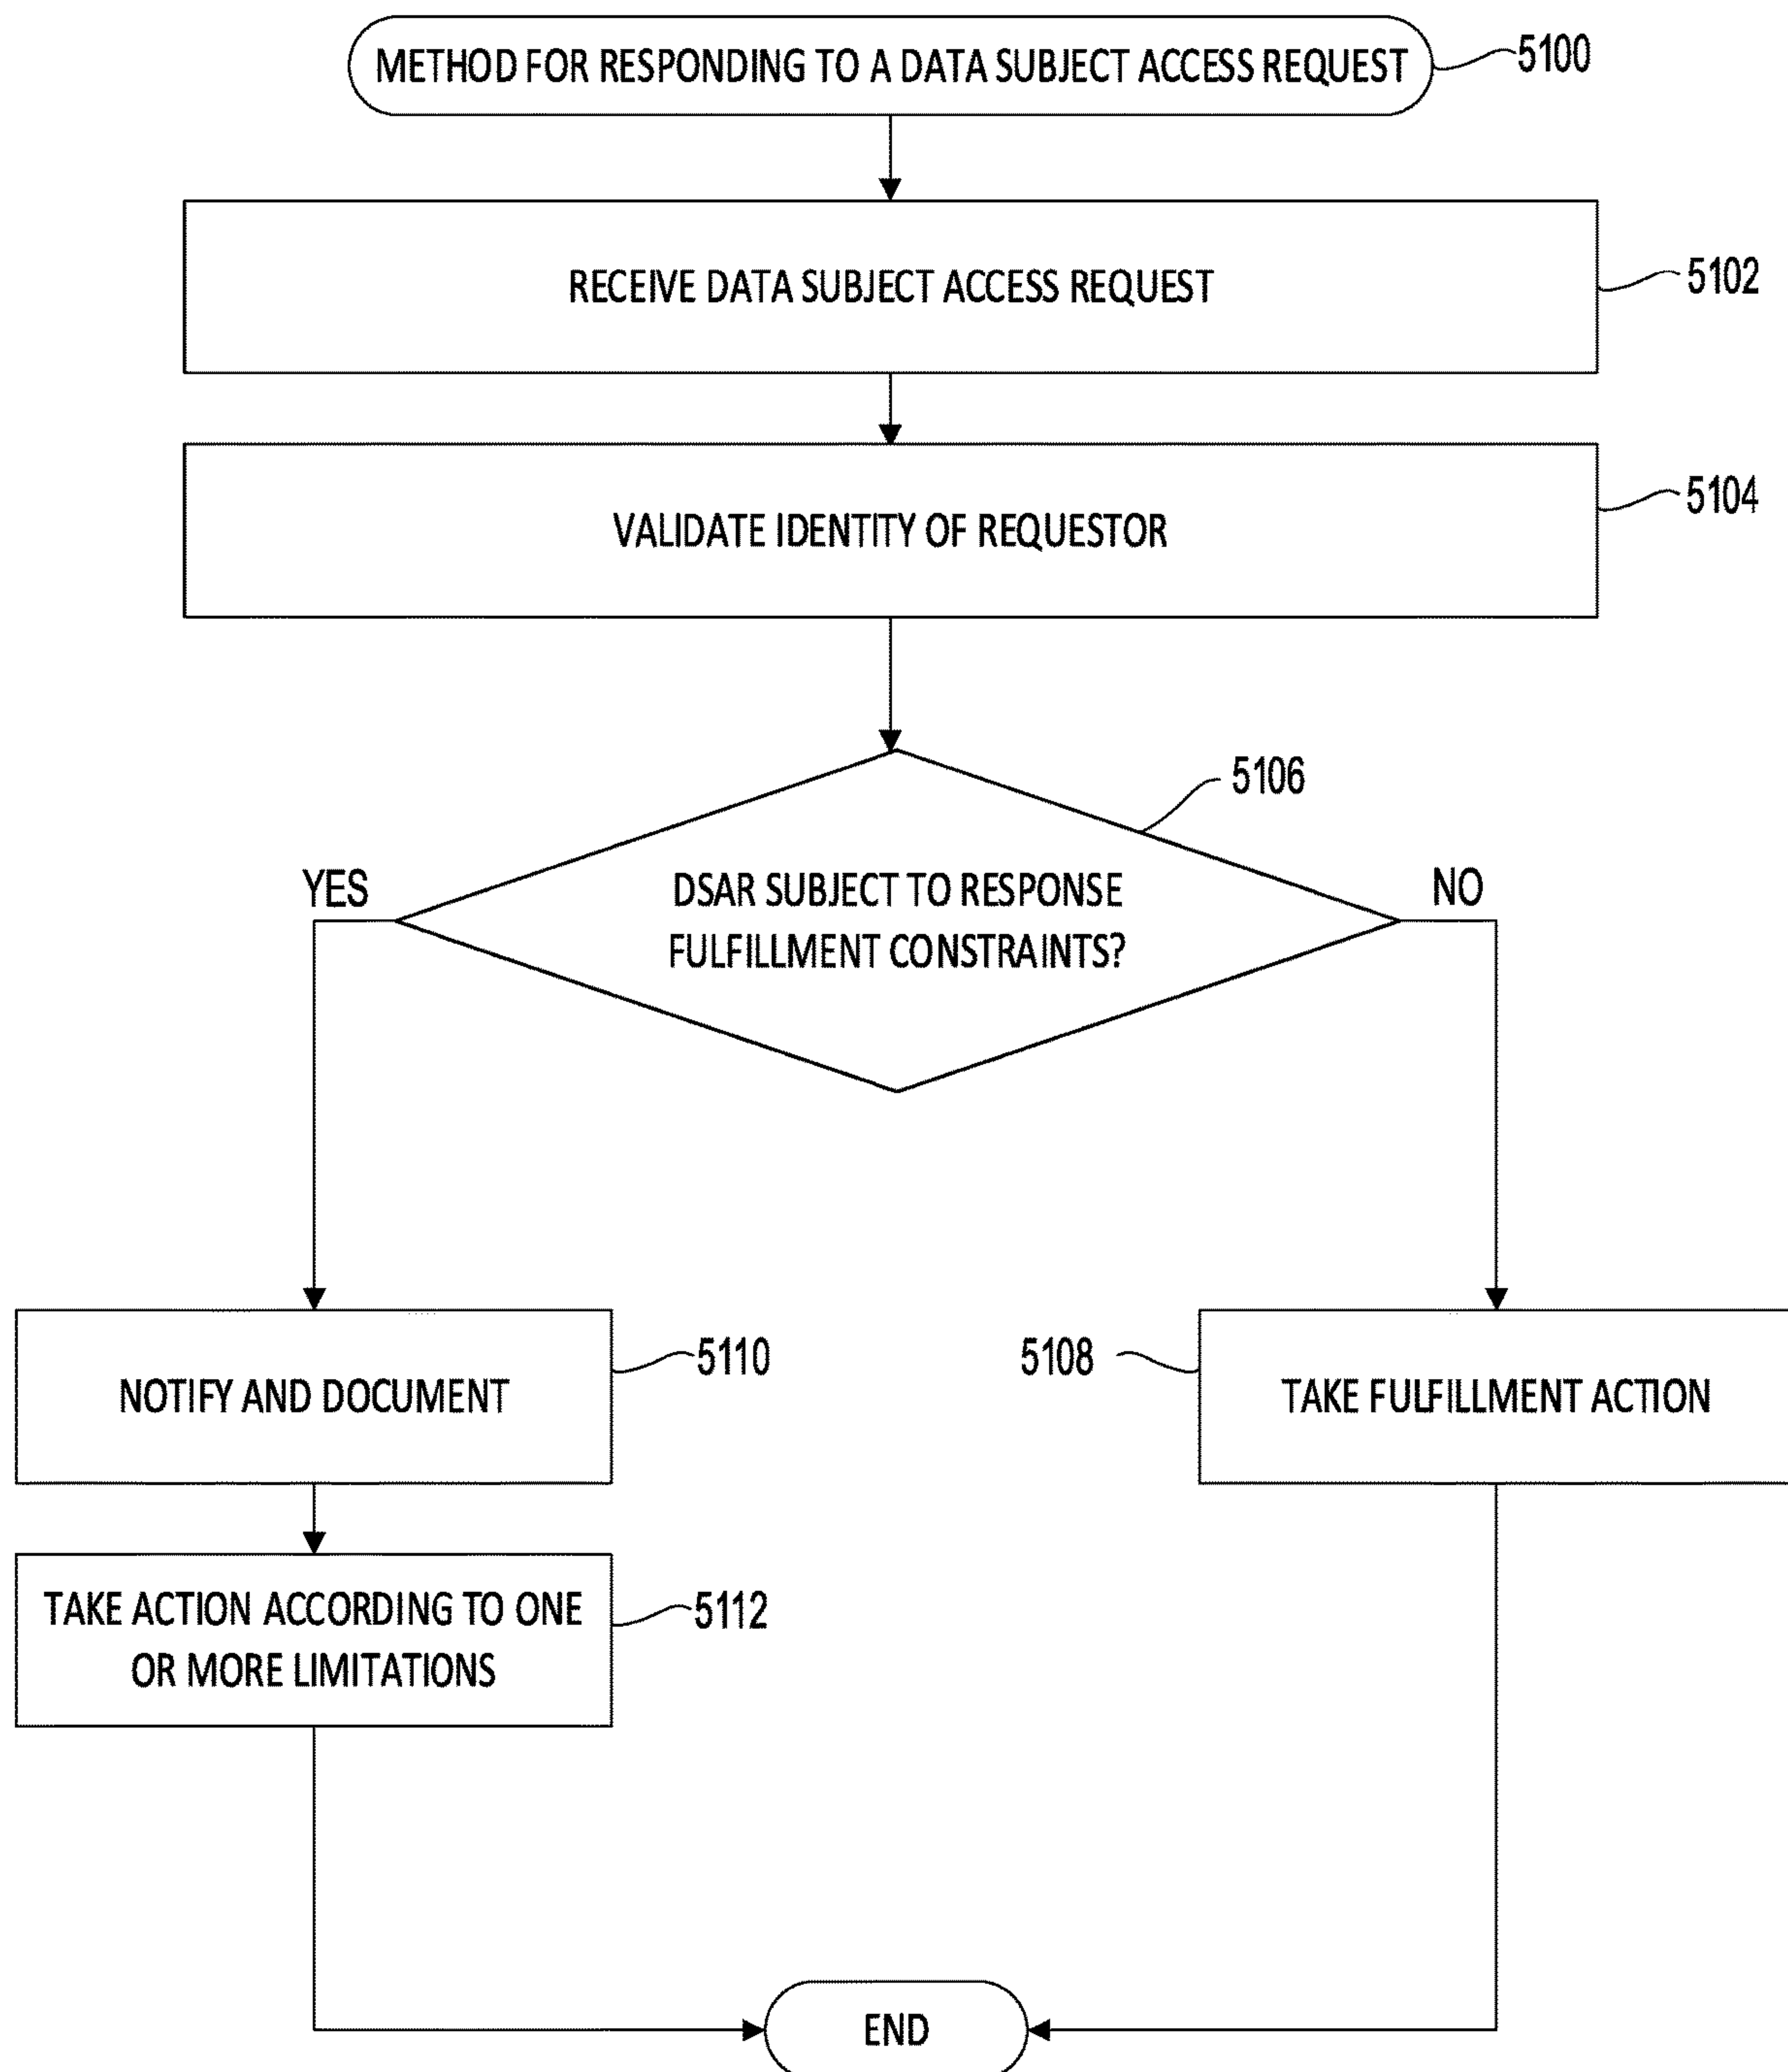 METHOD FOR RESPONDING TO A DATA SUBJECT ACCESS REQUEST
5100
RECEIVE DATA SUBJECT ACCESS REQUEST
5102
VALIDATE IDENTITY OF REQUESTOR
5104
5106
YES
DSAR SUBJECT TO RESPONSE
FULFILLMENT CONSTRAINTS?
NO
NOTIFY AND DOCUMENT
5110
5108
TAKE FULFILLMENT ACTION
TAKE ACTION ACCORDING TO ONE
OR MORE LIMITATIONS
5112
END